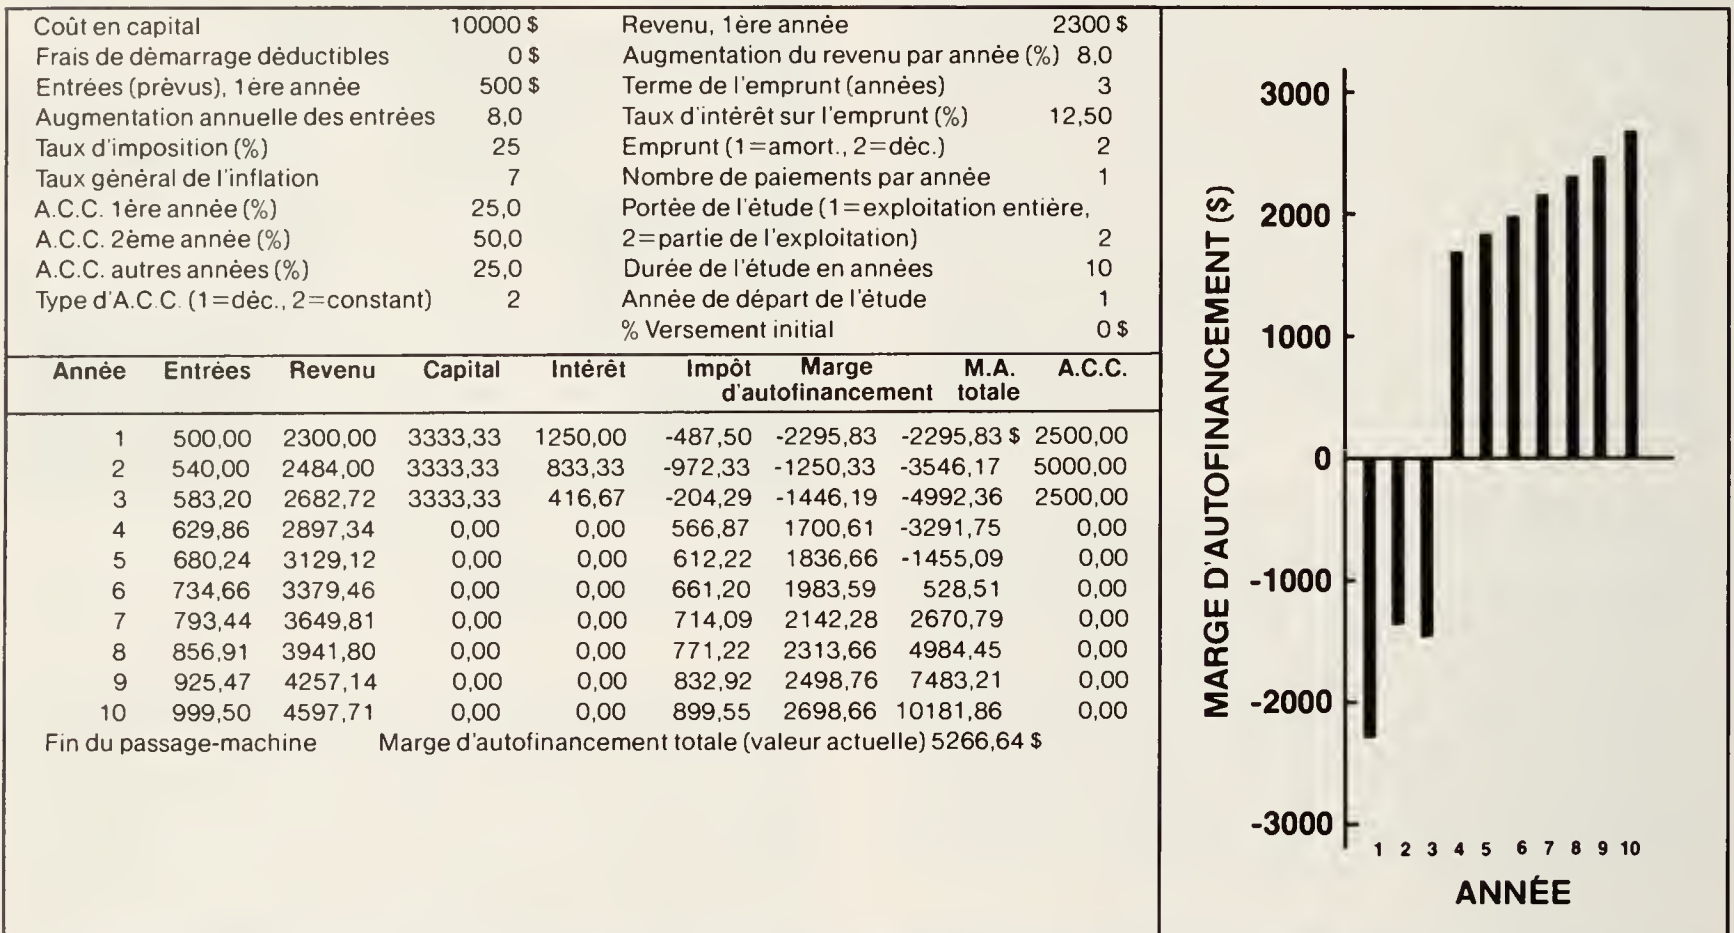 Coût en capital 10000 $
Frais de démarrage déductibles 0 $
Entrées (prévus), 1ère année 500 $
Augmentation annuelle des entrées 8,0
Taux d'imposition (%) 25
Taux général de l'inflation 7
A.C.C. 1ère année (%) 25,0
A.C.C. 2ème année (%) 50,0
A.C.C. autres années (%) 25,0
Type d'A.C.C. (1=déc., 2=constant) 2
Revenu, 1ère année 2300 $
Augmentation du revenu par année (%) 8,0
Terme de l'emprunt (années) 3
Taux d'intérêt sur l'emprunt (%) 12,50
Emprunt (1=amort., 2=déc.) 2
Nombre de paiements par année 1
Portée de l'étude (1=exploitation entière,
2=partie de l'exploitation) 2
Durée de l'étude en années 10
Année de départ de l'étude 1
% Versement initial 0 $
Année Entrées Revenu Capital Intérêt Impôt Marge M.A. A.C.C.
d'autofinancement totale
1 500,00 2300,00 3333,33 1250,00 -487,50 -2295,83 -2295,83 $ 2500,00
2 540,00 2484,00 3333,33 833,33 -972,33 -1250,33 -3546,17 5000,00
3 583,20 2682,72 3333,33 416,67 -204,29 -1446,19 -4992,36 2500,00
4 629,86 2897,34 0,00 0,00 566,87 1700,61 -3291,75 0,00
5 680,24 3129,12 0,00 0,00 612,22 1836,66 -1455,09 0,00
6 734,66 3379,46 0,00 0,00 661,20 1983,59 528,51 0,00
7 793,44 3649,81 0,00 0,00 714,09 2142,28 2670,79 0,00
8 856,91 3941,80 0,00 0,00 771,22 2313,66 4984,45 0,00
9 925,47 4257,14 0,00 0,00 832,92 2498,76 7483,21 0,00
10 999,50 4597,71 0,00 0,00 899,55 2698,66 10181,86 0,00
Fin du passage-machine Marge d'autofinancement totale (valeur actuelle) 5266,64 $
MARGE D'AUTOFINANCEMENT ($)
3000
2000
1000
0
-1000
-2000
-3000
1 2 3 4 5 6 7 8 9 10
ANNÉE